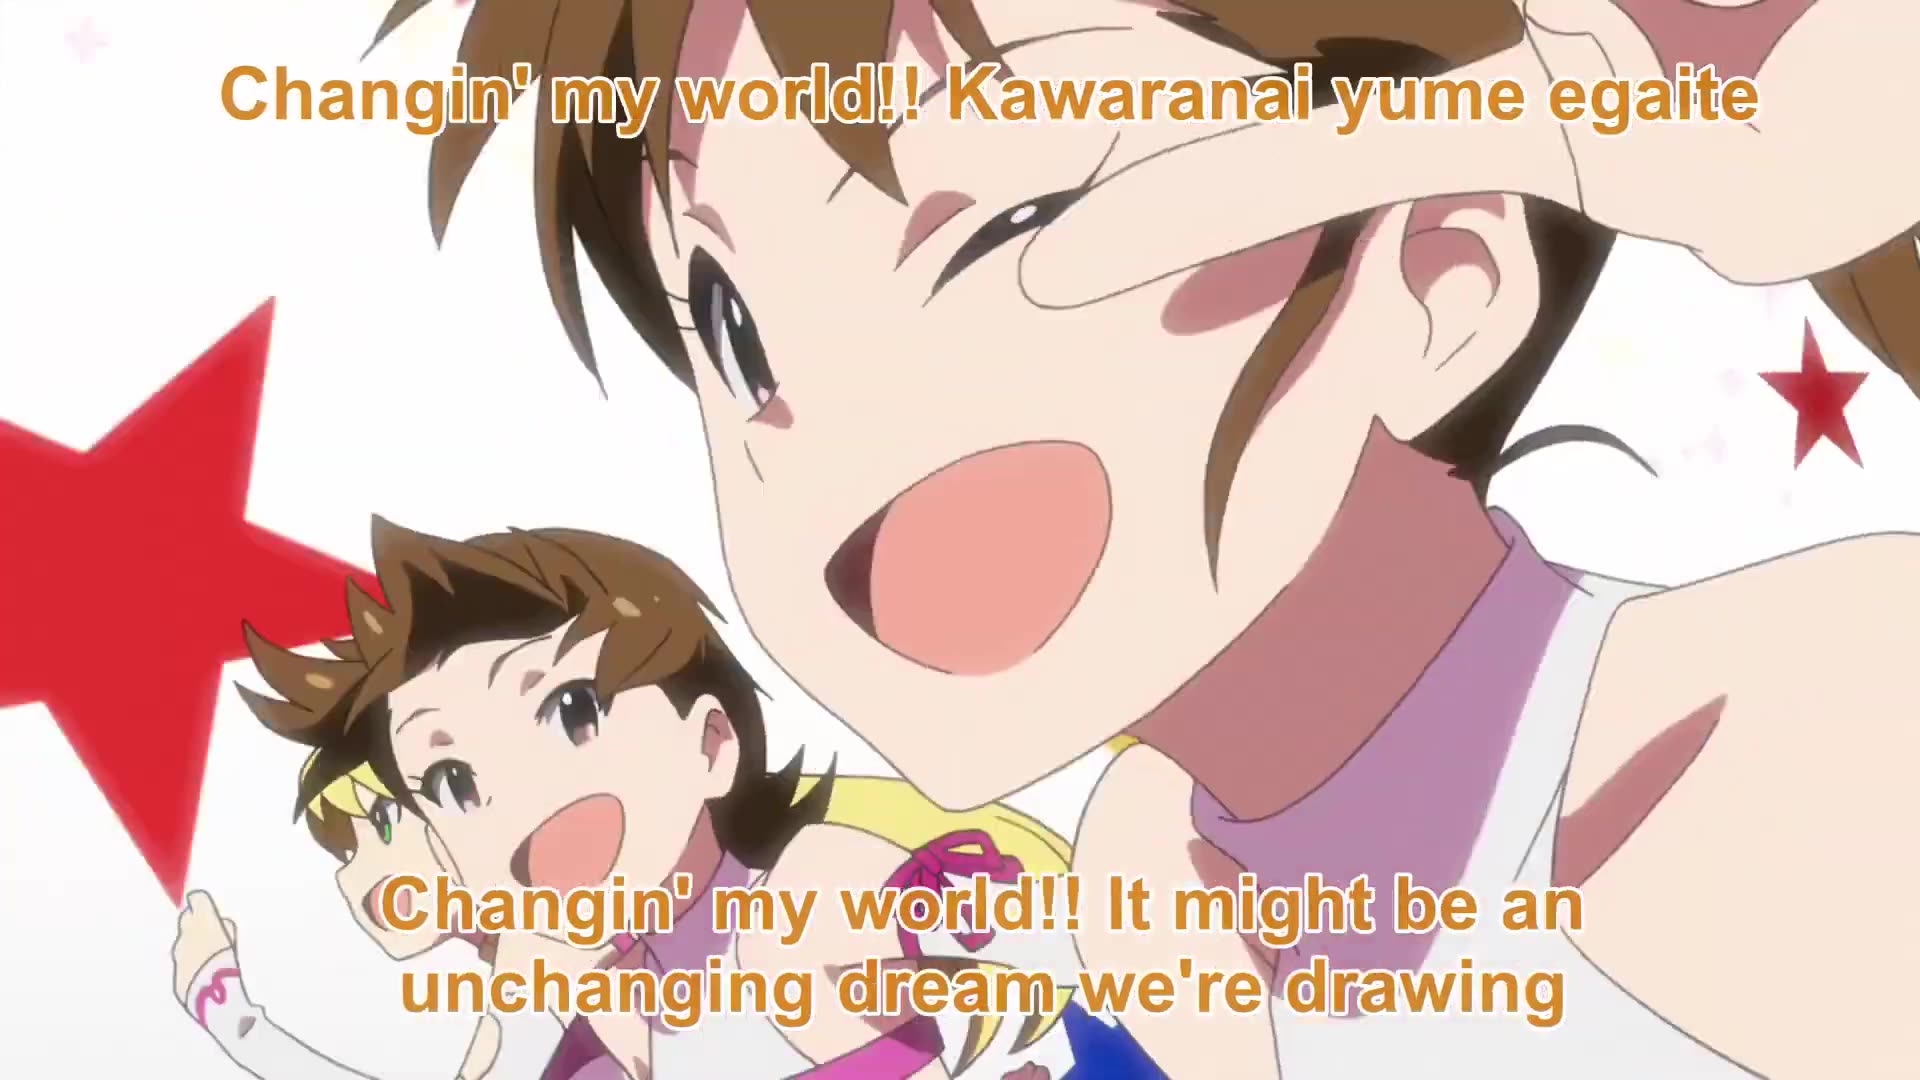 Changin' my world!! Kawaranai yume egaite
Changin' my world!! It might be an
unchanging dream we're drawing